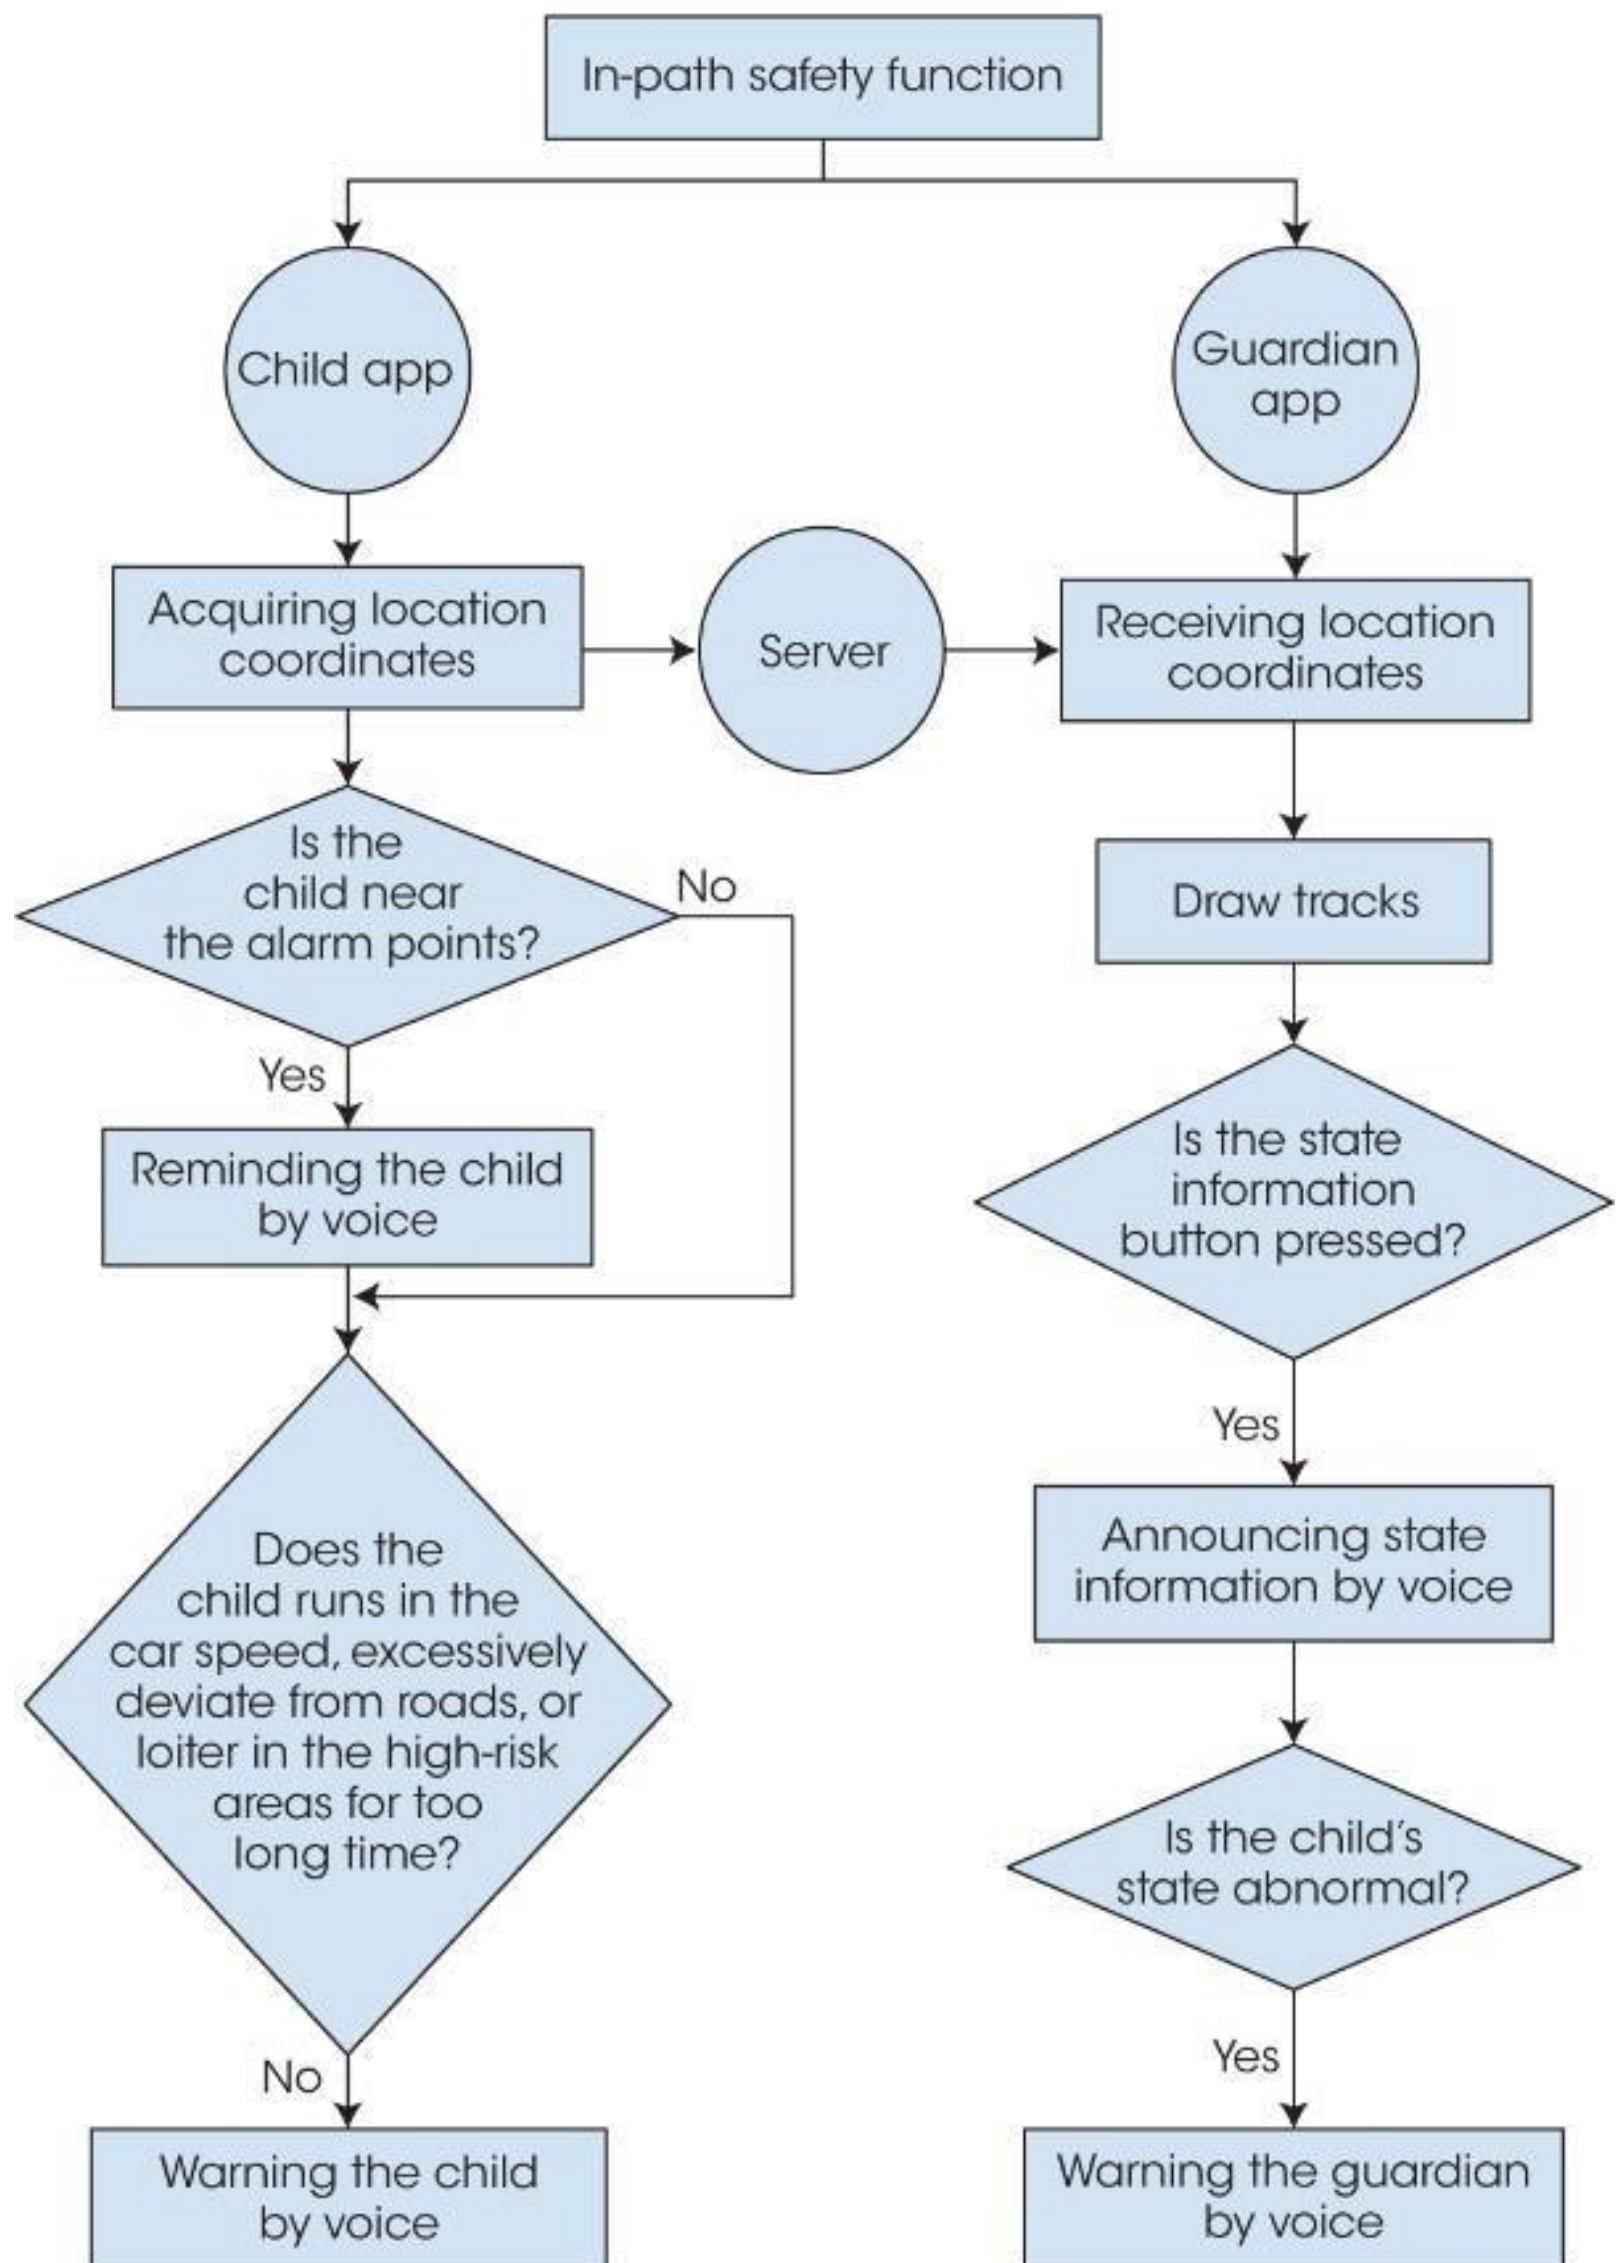 In-path safety function
Child app
Guardian
app
Acquiring location
coordinates
Server
Receiving location
coordinates
Is the
child near
the alarm points?
No
Draw tracks
Yes
Reminding the child
by voice
Is the state
information
button pressed?
Yes
Does the
child runs in the
car speed, excessively
deviate from roads, or
loiter in the high-risk
areas for too
long time?
Announcing state
information by voice
Is the child's
state abnormal?
No
Yes
Warning the child
by voice
Warning the guardian
by voice